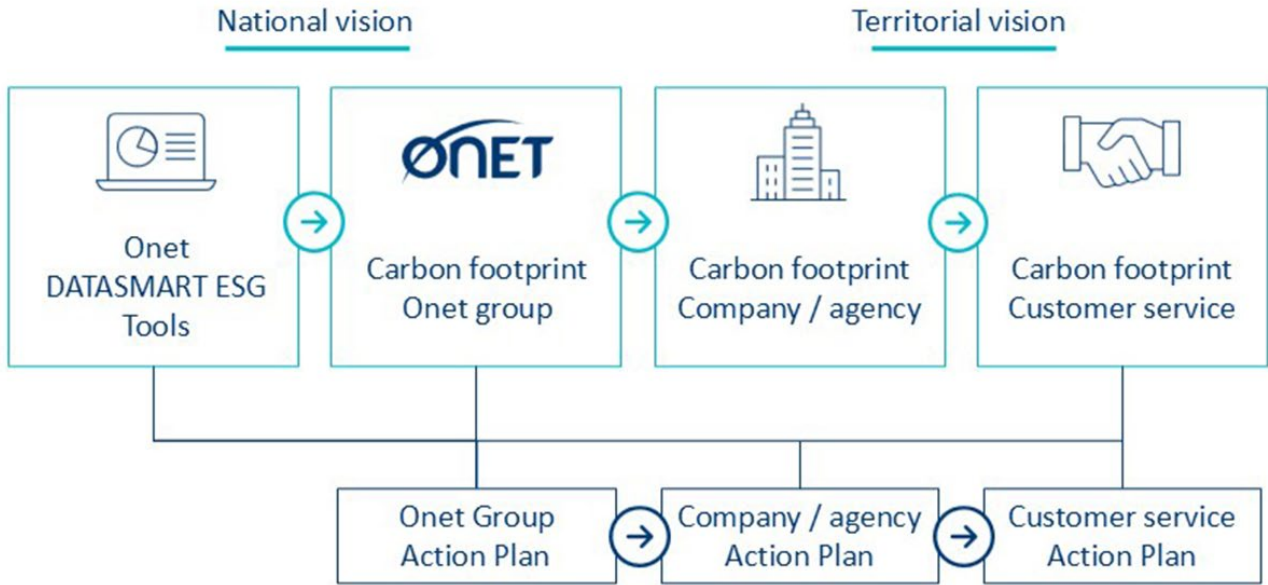 National vision
Territorial vision
ONET
Onet
DATASMART ESG
Tools
Carbon footprint
Onet group
Carbon footprint
Company / agency
Carbon footprint
Customer service
Onet Group
Action Plan
Company / agency
Action Plan
Customer service
Action Plan